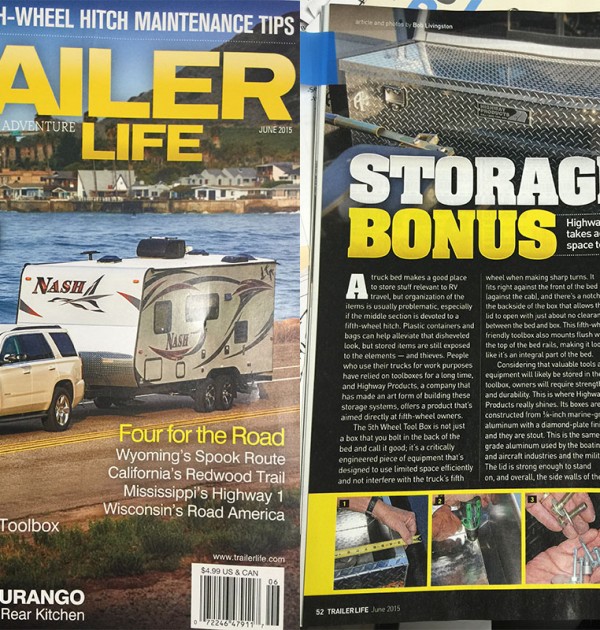 H-WHEEL HITCH MAINTENANCE TIPS
AILER
ADVENTURE
LIFE
JUNE 2015
NASH
NASH
Four for the Road
Wyoming's Spook Route
California's Redwood Trail
Mississippi's Highway 1
Wisconsin's Road America
Toolbox
www.trailerlife.com
$4.99 US & CAN
06
0 72246 47911 7
URANGO
Rear Kitchen
article and photos by Bob Livingston
STORAG
BONUS
Highwa
takes a
space t
A truck bed makes a good place
to store stuff relevant to RV
travel, but organization of the
items is usually problematic, especially
if the middle section is devoted to a
fifth-wheel hitch. Plastic containers and
bags can help alleviate that disheveled
look, but stored items are still exposed
to the elements — and thieves. People
who use their trucks for work purposes
have relied on toolboxes for a long time,
and Highway Products, a company that
has made an art form of building these
storage systems, offers a product that's
aimed directly at fifth-wheel owners.
The 5th Wheel Tool Box is not just
a box that you bolt in the back of the
bed and call it good; it's a critically
engineered piece of equipment that's
designed to use limited space efficiently
and not interfere with the truck's fifth
wheel when making sharp turns. It
fits right against the front of the bed
(against the cab), and there's a notch
the backside of the box that allows th
lid to open with just about no clearan
between the bed and box. This fifth-wh
friendly toolbox also mounts flush w
the top of the bed rails, making it loo
like it's an integral part of the bed.
Considering that valuable tools a
equipment will likely be stored in the
toolbox, owners will require strength
and durability. This is where Highwa
Products really shines. Its boxes are
constructed from ⅛-inch marine-gr
aluminum with a diamond-plate fini
and they are stout. This is the same
grade aluminum used by the boatin
and aircraft industries and the milit
The lid is strong enough to stand
on, and overall, the side walls of the
1
2
3
52 TRAILER LIFE June 2015